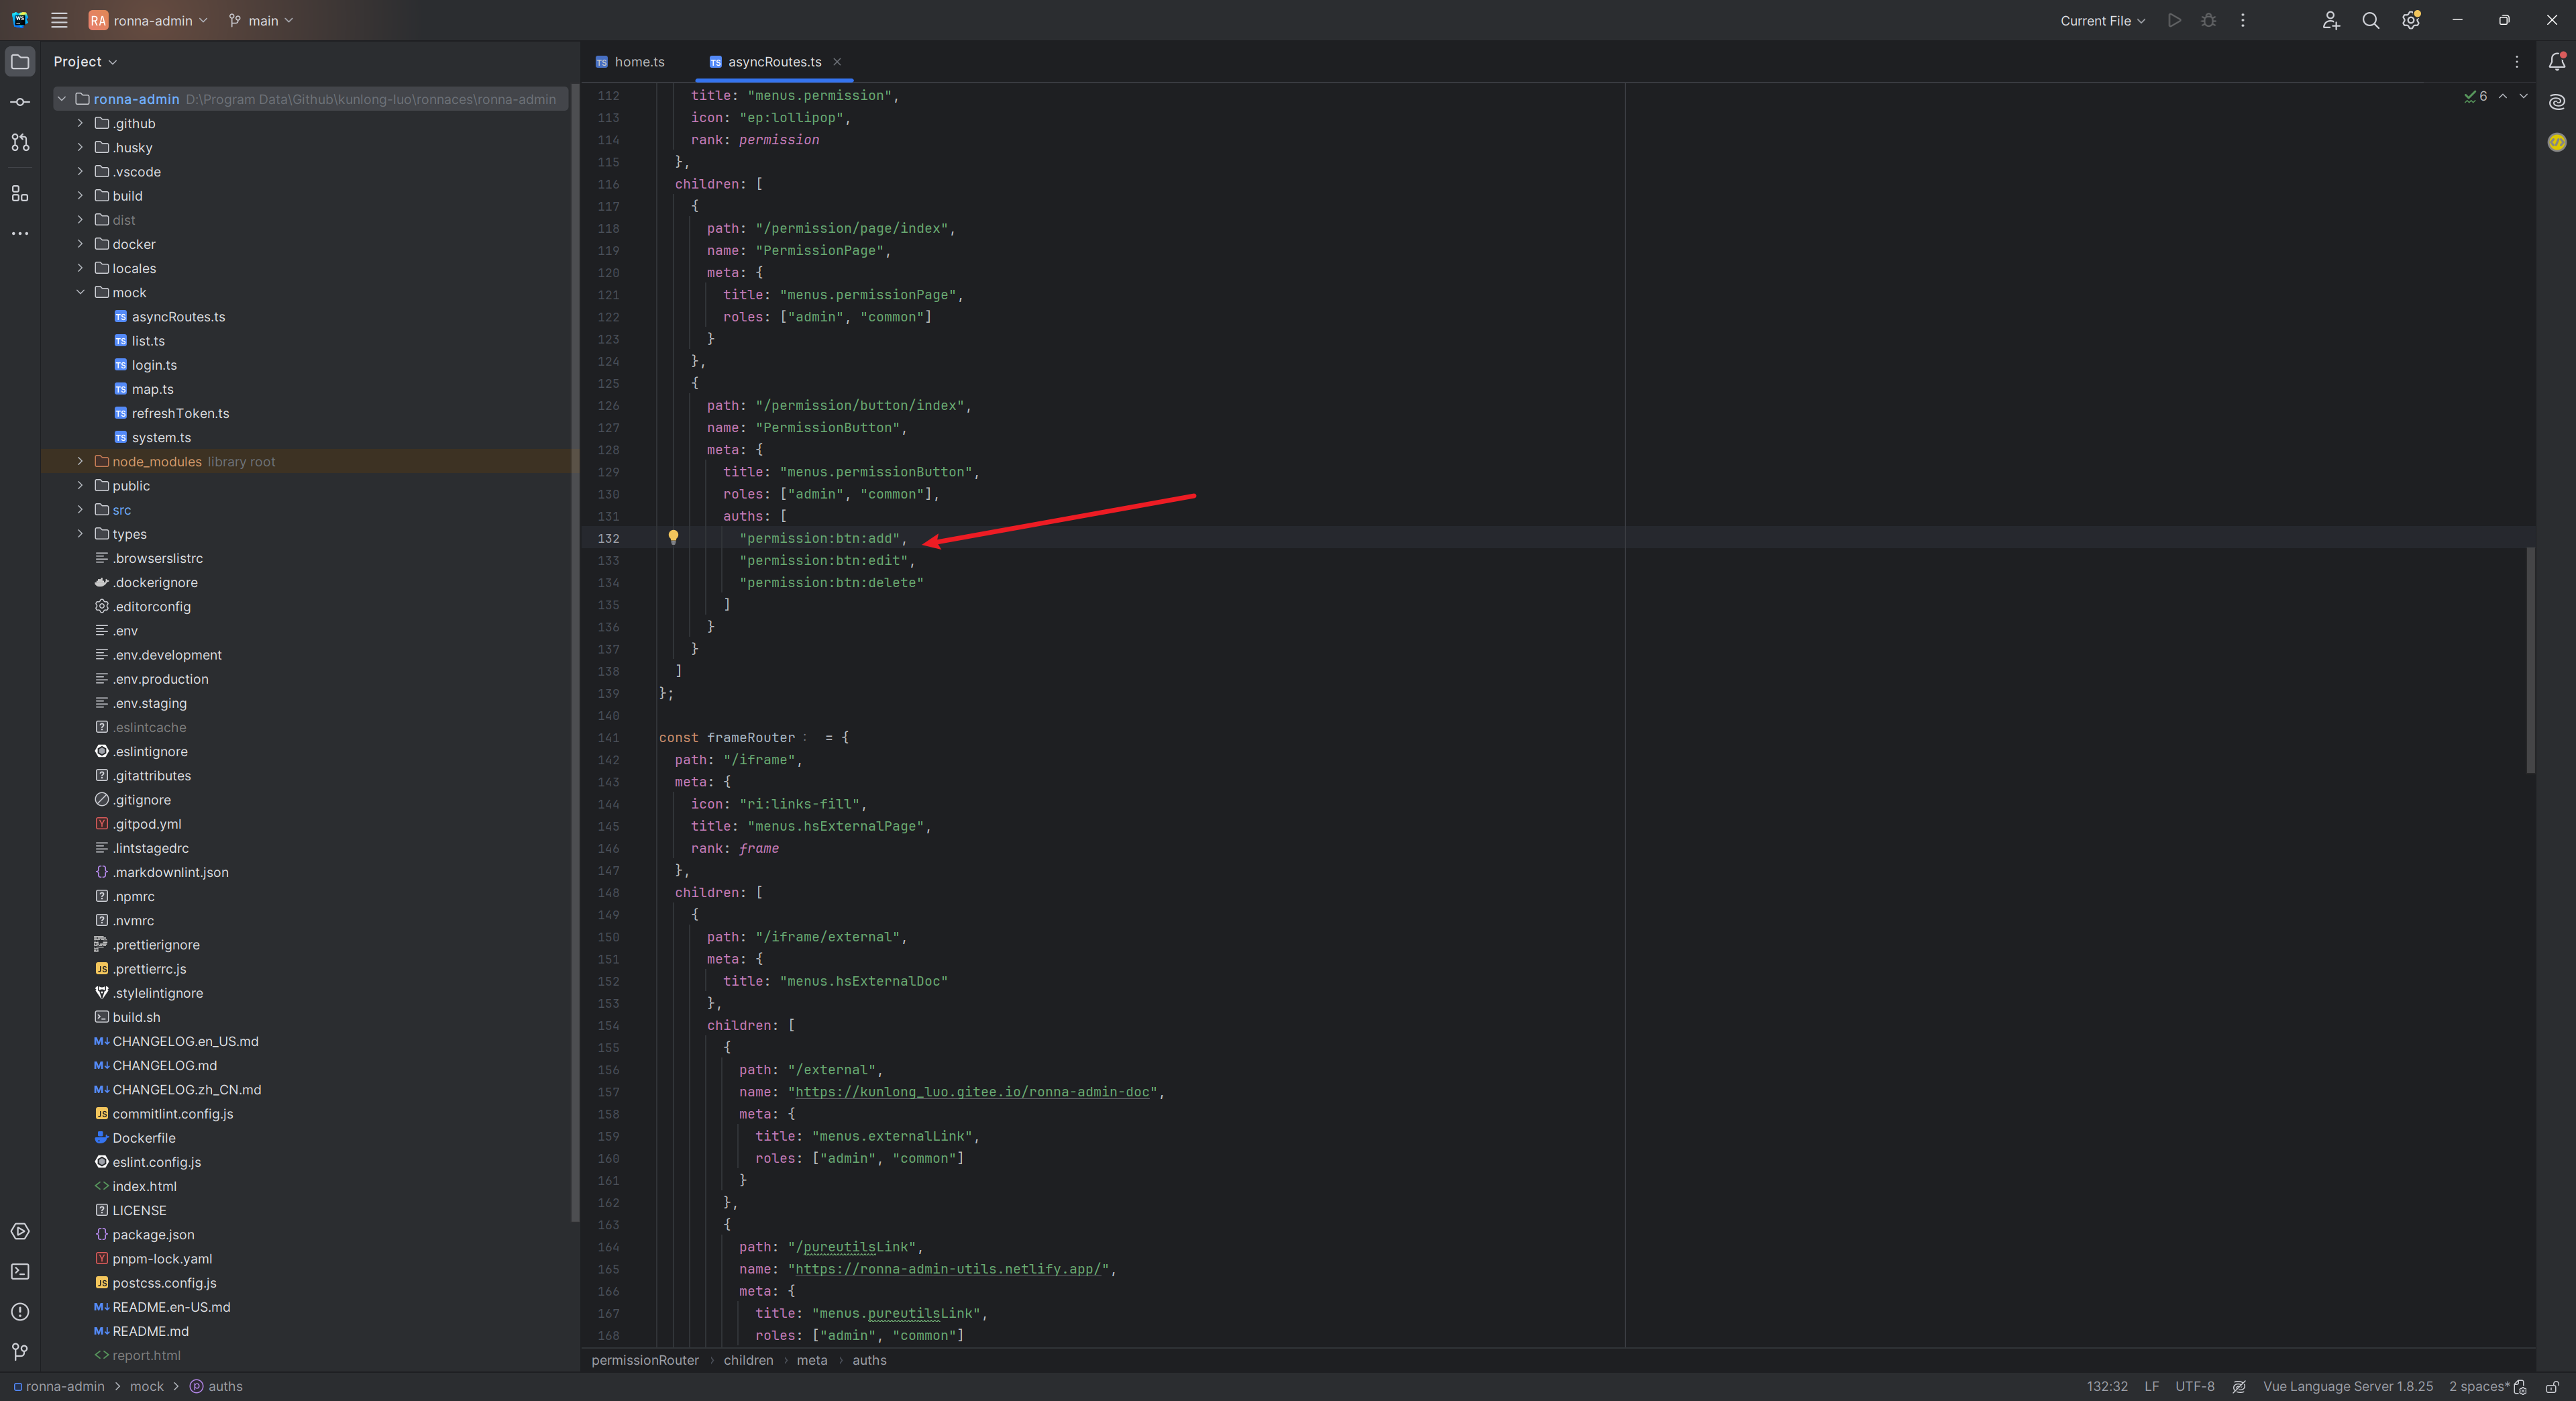 RA ronna-admin main Current File
Project
ronna-admin D:\Program Data\Github\kunlong-luo\ronnaces\ronna-admin
.github
.husky
.vscode
build
dist
docker
locales
mock
asyncRoutes.ts
list.ts
login.ts
map.ts
refreshToken.ts
system.ts
node_modules library root
public
src
types
.browserslistrc
.dockerignore
.editorconfig
.env
.env.development
.env.production
.env.staging
.eslintcache
.eslintignore
.gitattributes
.gitignore
.gitpod.yml
.lintstagedrc
.markdownlint.json
.npmrc
.nvmrc
.prettierignore
.prettierrc.js
.stylelintignore
build.sh
CHANGELOG.en_US.md
CHANGELOG.md
CHANGELOG.zh_CN.md
commitlint.config.js
Dockerfile
eslint.config.js
index.html
LICENSE
package.json
pnpm-lock.yaml
postcss.config.js
README.en-US.md
README.md
report.html
home.ts asyncRoutes.ts
6
112 title: "menus.permission",
113 icon: "ep:lollipop",
114 rank: permission
115 },
116 children: [
117 {
118 path: "/permission/page/index",
119 name: "PermissionPage",
120 meta: {
121 title: "menus.permissionPage",
122 roles: ["admin", "common"]
123 }
124 },
125 {
126 path: "/permission/button/index",
127 name: "PermissionButton",
128 meta: {
129 title: "menus.permissionButton",
130 roles: ["admin", "common"],
131 auths: [
132 "permission:btn:add",
133 "permission:btn:edit",
134 "permission:btn:delete"
135 ]
136 }
137 }
138 ]
139 };
140
141 const frameRouter : = {
142 path: "/iframe",
143 meta: {
144 icon: "ri:links-fill",
145 title: "menus.hsExternalPage",
146 rank: frame
147 },
148 children: [
149 {
150 path: "/iframe/external",
151 meta: {
152 title: "menus.hsExternalDoc"
153 },
154 children: [
155 {
156 path: "/external",
157 name: "https://kunlong_luo.gitee.io/ronna-admin-doc",
158 meta: {
159 title: "menus.externalLink",
160 roles: ["admin", "common"]
161 }
162 },
163 {
164 path: "/pureutilsLink",
165 name: "https://ronna-admin-utils.netlify.app/",
166 meta: {
167 title: "menus.pureutilsLink",
168 roles: ["admin", "common"]
permissionRouter › children › meta › auths
ronna-admin > mock > auths 132:32 LF UTF-8 Vue Language Server 1.8.25 2 spaces*